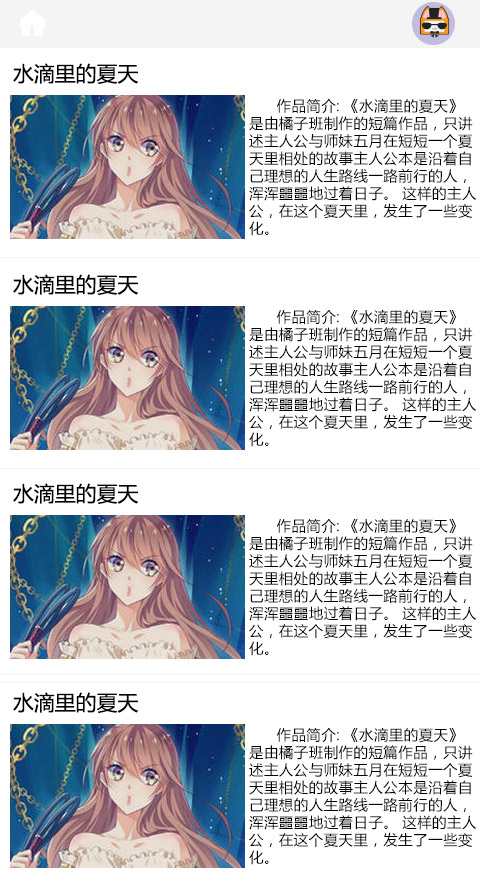 水滴里的夏天
作品简介: 《水滴里的夏天》
是由橘子班制作的短篇作品，只讲
述主人公与师妹五月在短短一个夏
天里相处的故事主人公本是沿着自
己理想的人生路线一路前行的人，
浑浑地过着日子。 这样的主人
公，在这个夏天里，发生了一些变
化。
水滴里的夏天
作品简介: 《水滴里的夏天》
是由橘子班制作的短篇作品，只讲
述主人公与师妹五月在短短一个夏
天里相处的故事主人公本是沿着自
己理想的人生路线一路前行的人，
浑浑地过着日子。 这样的主人
公，在这个夏天里，发生了一些变
化。
水滴里的夏天
作品简介: 《水滴里的夏天》
是由橘子班制作的短篇作品，只讲
述主人公与师妹五月在短短一个夏
天里相处的故事主人公本是沿着自
己理想的人生路线一路前行的人，
浑浑地过着日子。 这样的主人
公，在这个夏天里，发生了一些变
化。
水滴里的夏天
作品简介: 《水滴里的夏天》
是由橘子班制作的短篇作品，只讲
述主人公与师妹五月在短短一个夏
天里相处的故事主人公本是沿着自
己理想的人生路线一路前行的人，
浑浑地过着日子。 这样的主人
公，在这个夏天里，发生了一些变
化。